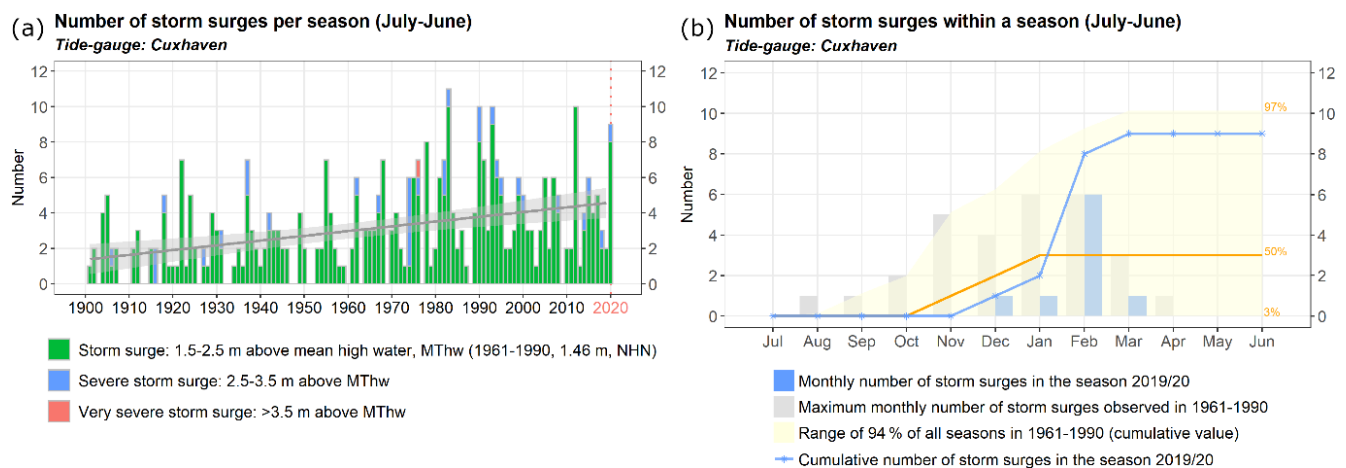 (a)
Number of storm surges per season (July-June)
Tide-gauge: Cuxhaven
12 12
10 10
8 8
6 6
4 4
2 2
0 0
Number
1900 1910 1920 1930 1940 1950 1960 1970 1980 1990 2000 2010 2020
Storm surge: 1.5-2.5 m above mean high water, MThw (1961-1990, 1.46 m, NHN)
Severe storm surge: 2.5-3.5 m above MThw
Very severe storm surge: >3.5 m above MThw
(b)
Number of storm surges within a season (July-June)
Tide-gauge: Cuxhaven
12 12
97%
10 10
8 8
6 6
4 4
50%
2 2
3%
0 0
Number
Jul Aug Sep Oct Nov Dec Jan Feb Mar Apr May Jun
Monthly number of storm surges in the season 2019/20
Maximum monthly number of storm surges observed in 1961-1990
Range of 94 % of all seasons in 1961-1990 (cumulative value)
Cumulative number of storm surges in the season 2019/20